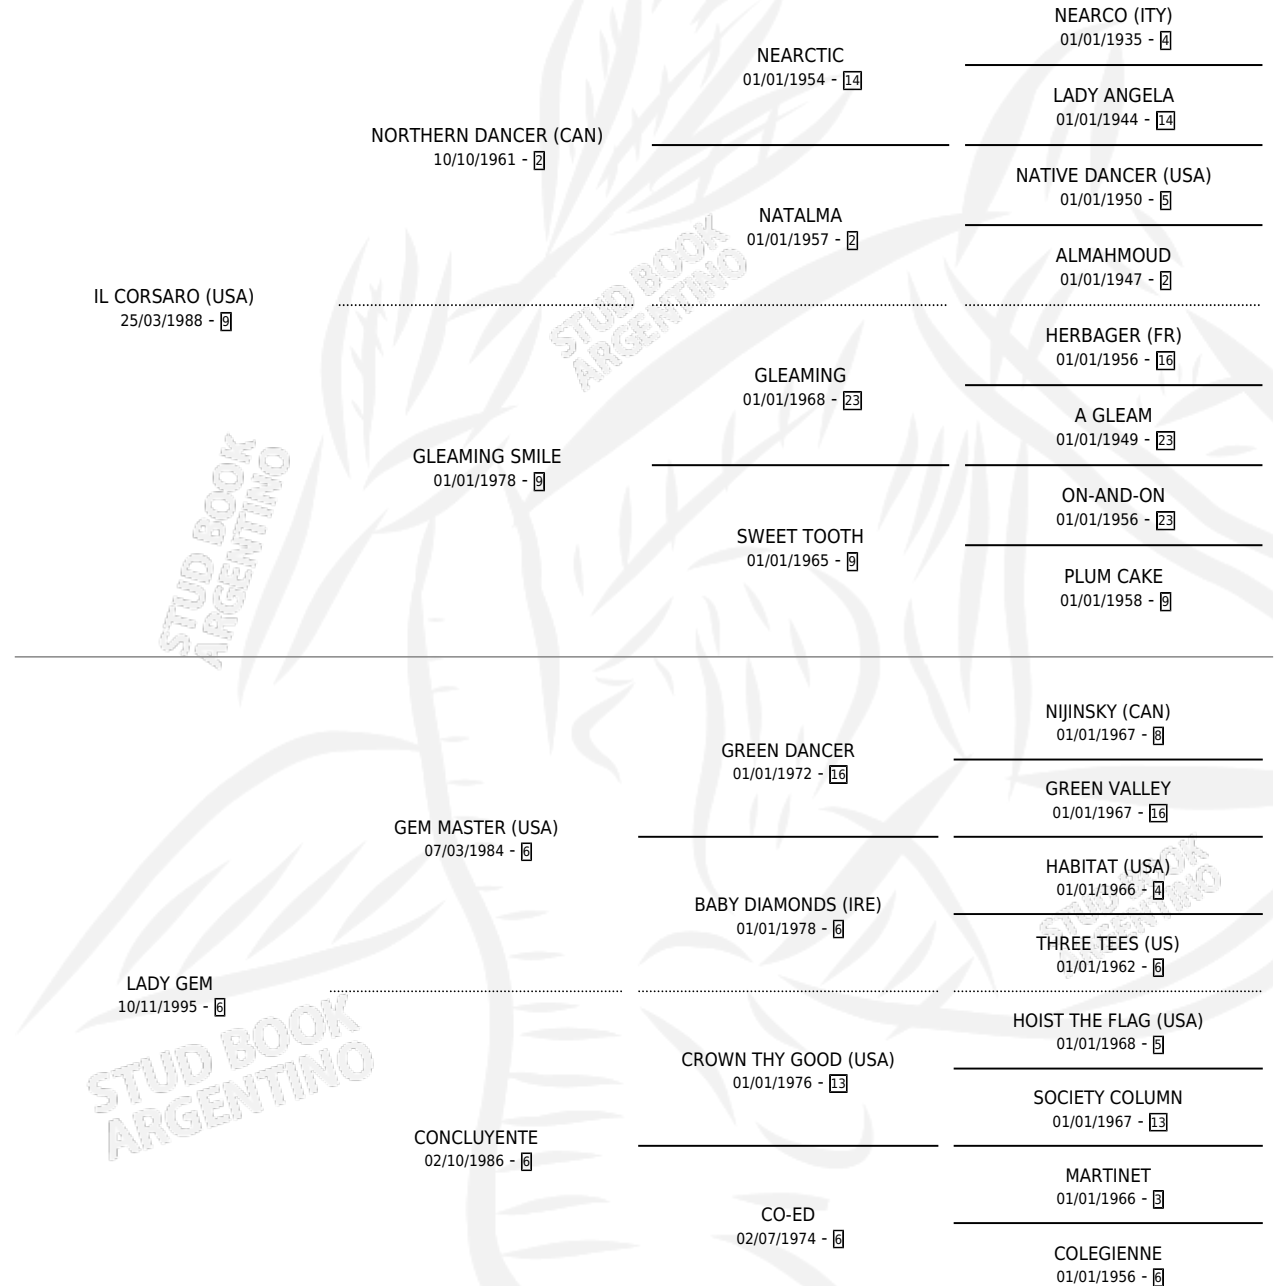 NEARCO (ITY)
01/01/1935 - 4
NEARCTIC
01/01/1954 - 14
LADY ANGELA
01/01/1944 - 14
NORTHERN DANCER (CAN)
10/10/1961 - 2
NATIVE DANCER (USA)
01/01/1950 - 5
NATALMA
01/01/1957 - 2
ALMAHMOUD
01/01/1947 - 2
IL CORSARO (USA)
25/03/1988 - 9
STUD BOOK
ARGENTINO
HERBAGER (FR)
01/01/1956 - 16
GLEAMING
01/01/1968 - 23
A GLEAM
01/01/1949 - 23
GLEAMING SMILE
01/01/1978 - 9
ON-AND-ON
01/01/1956 - 23
SWEET TOOTH
01/01/1965 - 9
PLUM CAKE
01/01/1958 - 9
STUD BOOK
ARGENTINO
NIJINSKY (CAN)
01/01/1967 - 8
GREEN DANCER
01/01/1972 - 16
GREEN VALLEY
01/01/1967 - 16
GEM MASTER (USA)
07/03/1984 - 6
HABITAT (USA)
01/01/1966 - 4
BABY DIAMONDS (IRE)
01/01/1978 - 6
THREE TEES (US)
01/01/1962 - 6
STUD BOOK
ARGENTINO
LADY GEM
10/11/1995 - 6
HOIST THE FLAG (USA)
01/01/1968 - 5
CROWN THY GOOD (USA)
01/01/1976 - 13
SOCIETY COLUMN
01/01/1967 - 13
STUD BOOK
ARGENTINO
CONCLUYENTE
02/10/1986 - 6
MARTINET
01/01/1966 - 3
CO-ED
02/07/1974 - 6
COLEGIENNE
01/01/1956 - 6